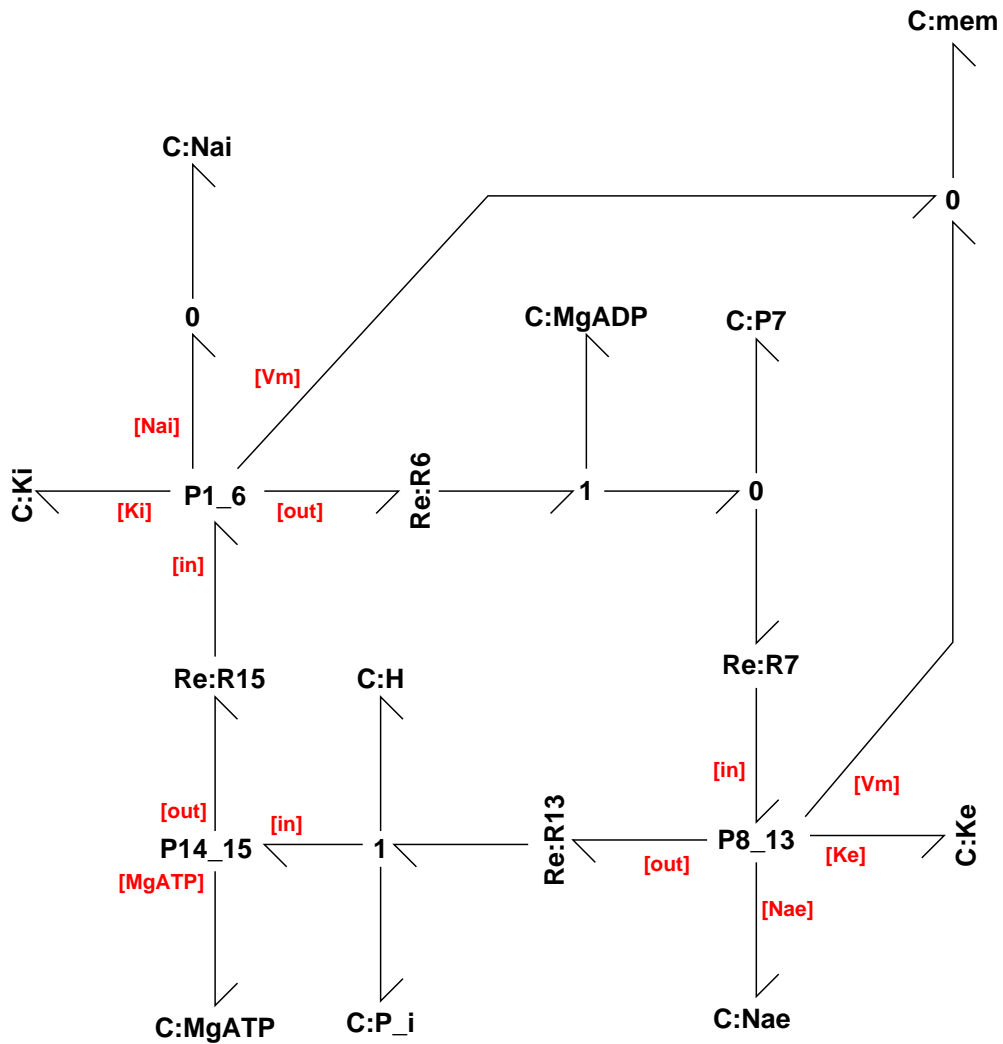 C:mem
C:Nai
0
0
C:MgADP
C:P7
[Vm]
[Nai]
C:Ki
P1_6
Re:R6
1
0
[Ki]
[out]
[in]
Re:R15
C:H
Re:R7
[in]
[Vm]
[out]
[in]
P14_15
1
Re:R13
P8_13
C:Ke
[MgATP]
[out]
[Ke]
[Nae]
C:MgATP
C:P_i
C:Nae